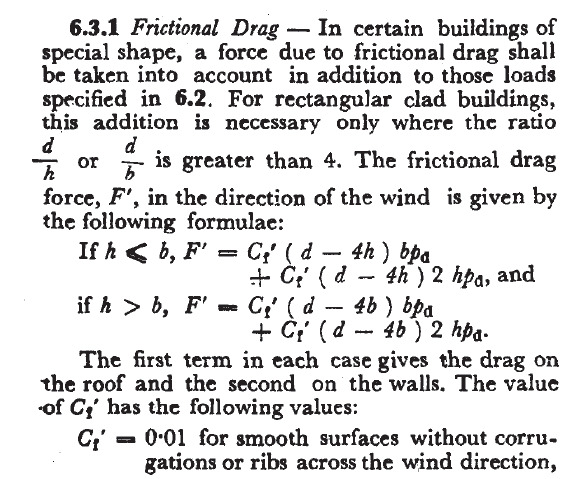 6.3.1 Frictional Drag — In certain buildings of
special shape, a force due to frictional drag shall
be taken into account in addition to those loads
specified in 6.2. For rectangular clad buildings,
this addition is necessary only where the ratio
d/h or d/b is greater than 4. The frictional drag
force, F′, in the direction of the wind is given by
the following formulae:
If h ⩽ b, F′ = Cf′ ( d — 4h ) bpd
+ Cf′ ( d — 4h ) 2 hpd, and
if h > b, F′ = Cf′ ( d — 4b ) bpd
+ Cf′ ( d — 4b ) 2 hpd.
The first term in each case gives the drag on
the roof and the second on the walls. The value
of Cf′ has the following values:
Cf′ = 0·01 for smooth surfaces without corru-
gations or ribs across the wind direction,